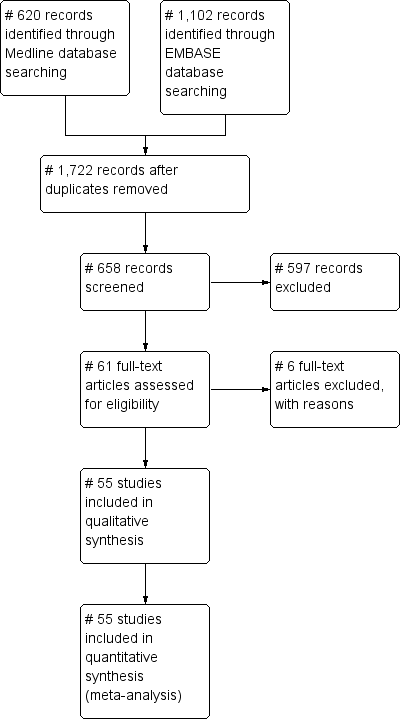 # 620 records
identified through
Medline database
searching
# 1,102 records
identified through
EMBASE
database
searching
# 1,722 records after
duplicates removed
# 658 records
screened
# 597 records
excluded
# 61 full-text
articles assessed
for eligibility
# 6 full-text
articles excluded,
with reasons
# 55 studies
included in
qualitative
synthesis
# 55 studies
included in
quantitative
synthesis
(meta-analysis)